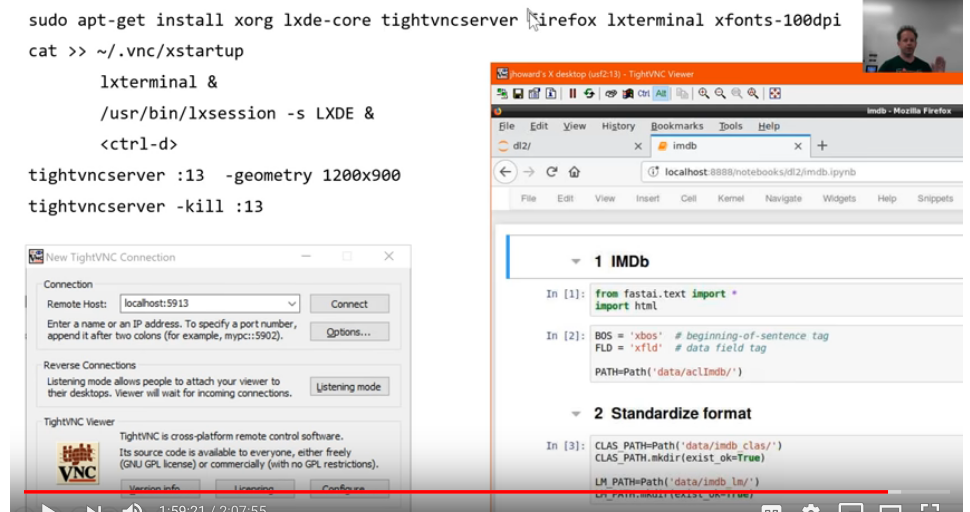 sudo apt-get install xorg lxde-core tightvncserver firefox lxterminal xfonts-100dpi
cat >> ~/.vnc/xstartup
lxterminal &
/usr/bin/lxsession -s LXDE &
<ctrl-d>
tightvncserver :13 -geometry 1200x900
tightvncserver -kill :13
New TightVNC Connection
Connection
Remote Host: localhost:5913 Connect
Enter a name or an IP address. To specify a port number,
append it after two colons (for example, mypc::5902). Options...
Reverse Connections
Listening mode allows people to attach your viewer to
their desktops. Viewer will wait for incoming connections. Listening mode
TightVNC Viewer
TightVNC is cross-platform remote control software.
Its source code is available to everyone, either freely
(GNU GPL license) or commercially (with no GPL restrictions).
tight
VNC
Version info... Licensing Configure...
jhoward's X desktop (usf2:13) - TightVNC Viewer
Ctrl Alt
imdb - Mozilla Firefox
File Edit View History Bookmarks Tools Help
dl2/ imdb
localhost:8888/notebooks/dl2/imdb.ipynb
File Edit View Insert Cell Kernel Navigate Widgets Help Snippets
1 IMDb
In [1]: from fastai.text import *
import html
In [2]: BOS = 'xbos' # beginning-of-sentence tag
FLD = 'xfld' # data field tag
PATH=Path('data/aclImdb/')
2 Standardize format
In [3]: CLAS_PATH=Path('data/imdb_clas/')
CLAS_PATH.mkdir(exist_ok=True)
LM_PATH=Path('data/imdb_lm/')
LM_PATH.mkdir(exist_ok=True)
1:59:21 / 2:07:55